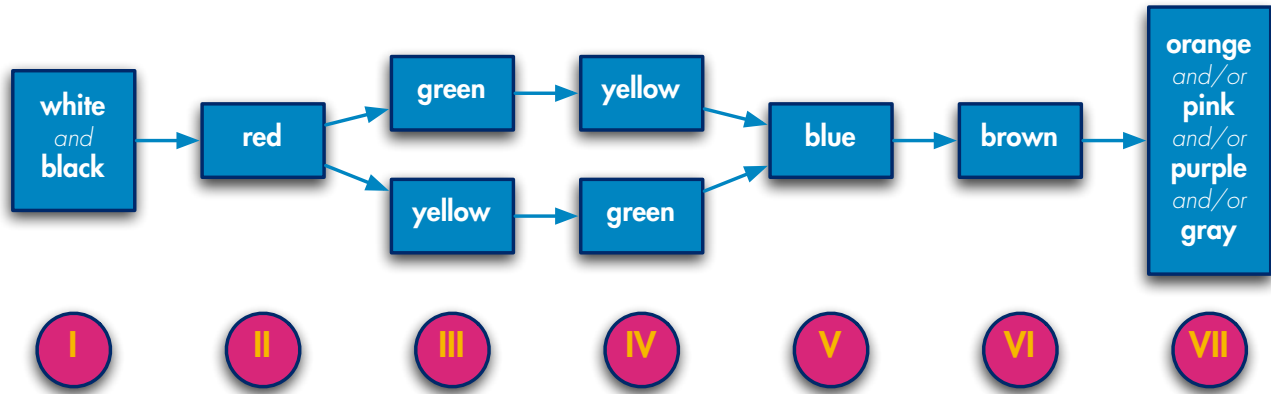 white
and
black
red
green
yellow
yellow
green
blue
brown
orange
and/or
pink
and/or
purple
and/or
gray
I
II
III
IV
V
VI
VII